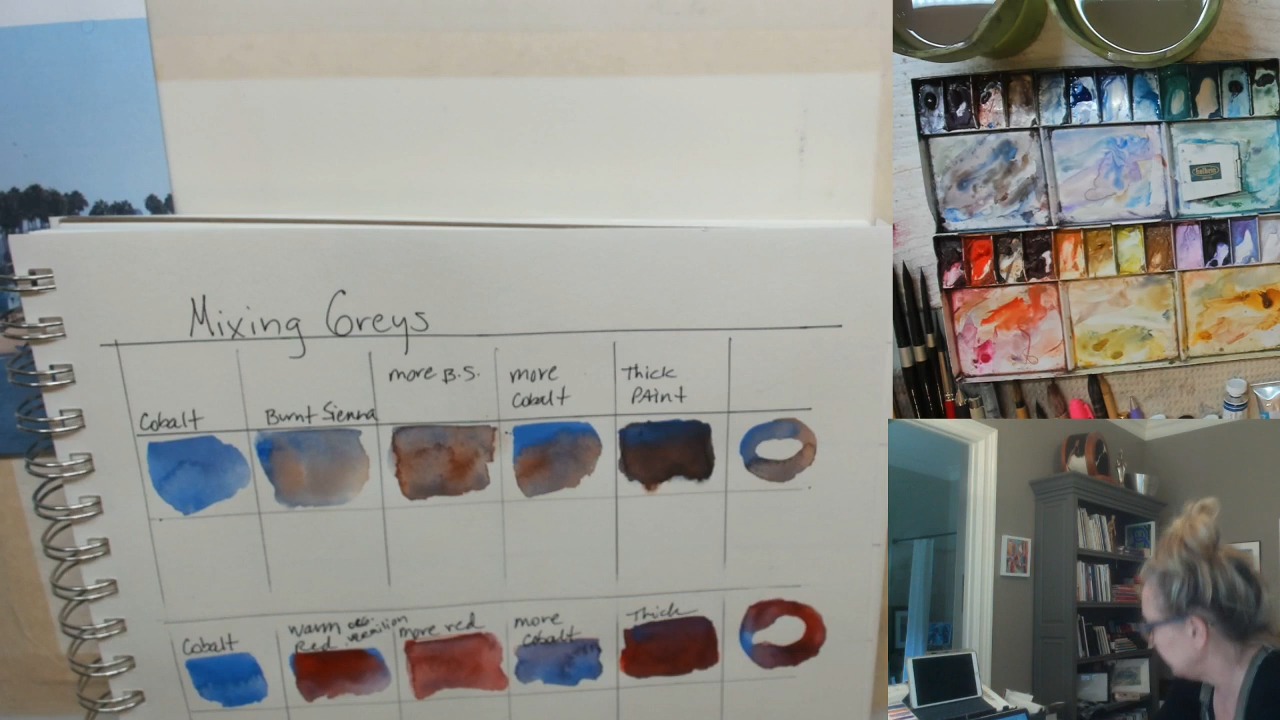 Mixing Greys
more B.S.
more
Cobalt
Thick
PAint
Cobalt
Burnt Sienna
Cobalt
warm
Red
more red
more
Cobalt
Thick